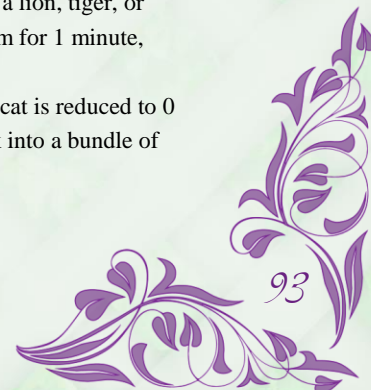 a lion, tiger, or
m for 1 minute,
cat is reduced to 0
into a bundle of
93